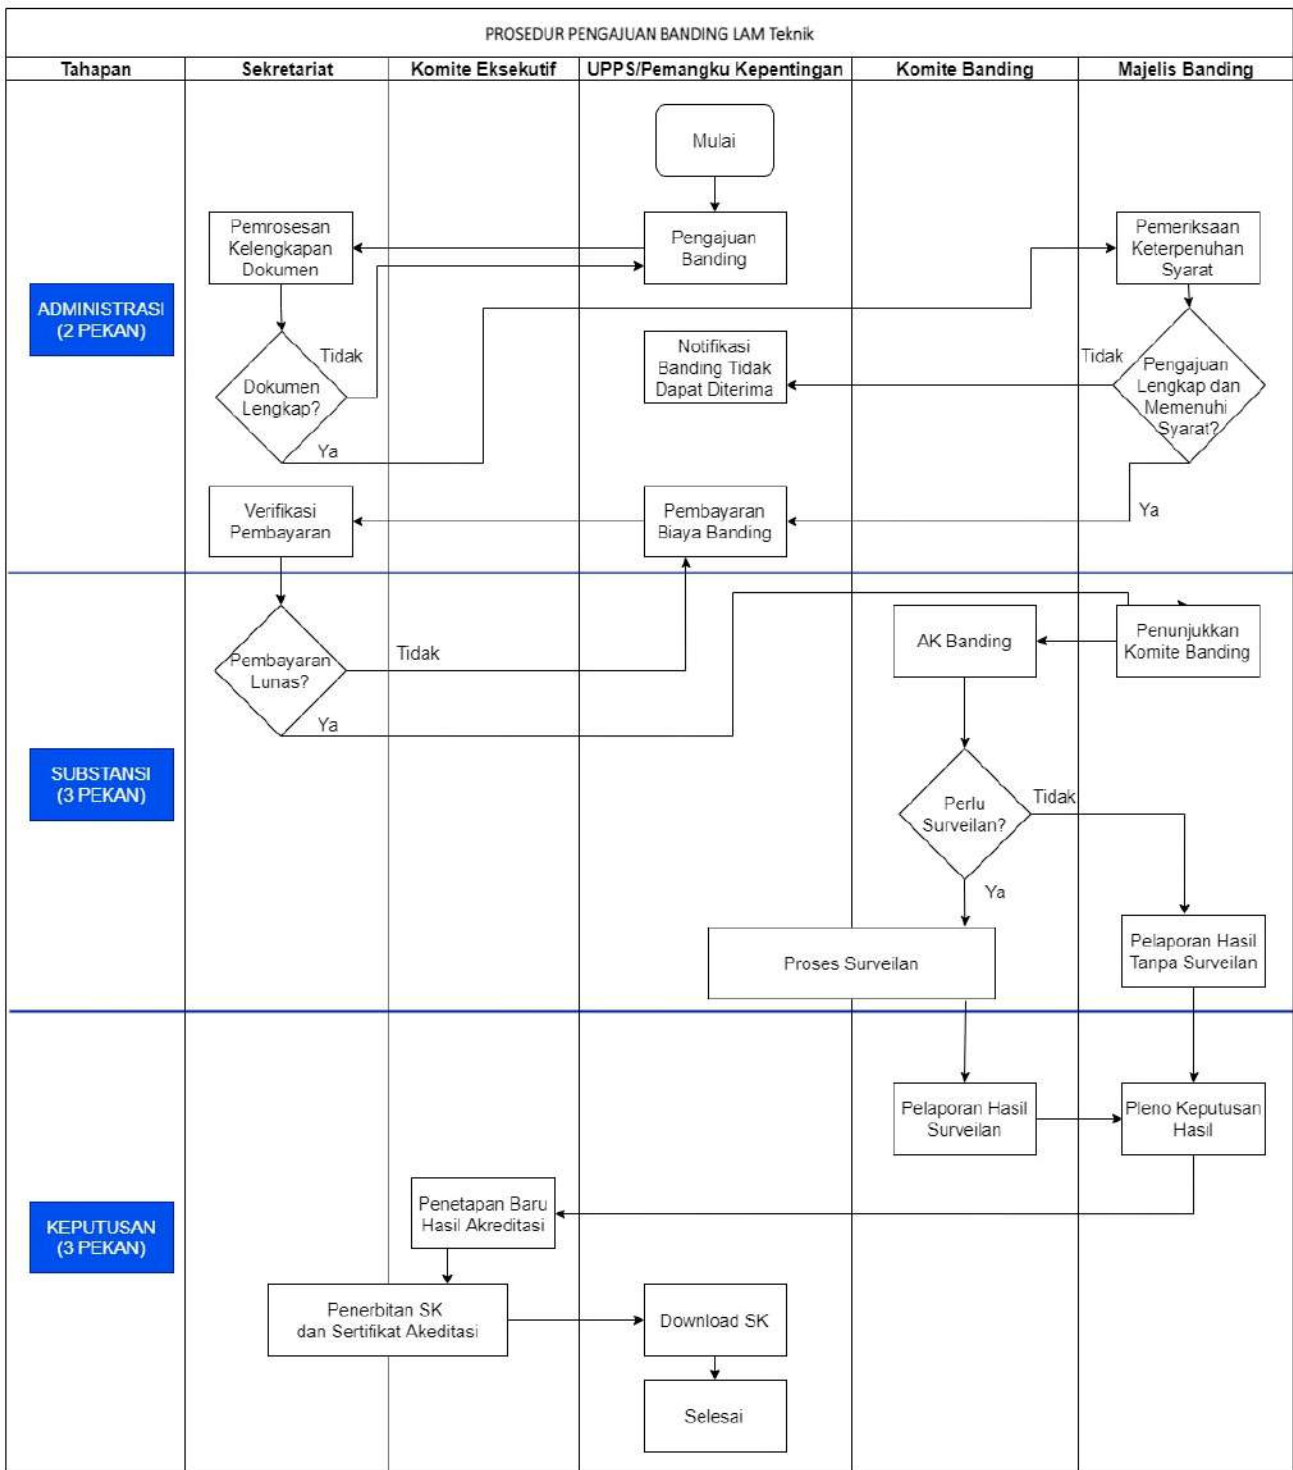 PROSEDUR PENGAJUAN BANDING LAM Teknik
Tahapan
Sekretariat
Komite Eksekutif
UPPS/Pemangku Kepentingan
Komite Banding
Majelis Banding
Mulai
Pemrosesan
Kelengkapan
Dokumen
Pengajuan
Banding
Pemeriksaan
Keterpenuhan
Syarat
ADMINISTRASI
(2 PEKAN)
Tidak
Dokumen
Lengkap?
Ya
Notifikasi
Banding Tidak
Dapat Diterima
Tidak
Pengajuan
Lengkap dan
Memenuhi
Syarat?
Ya
Verifikasi
Pembayaran
Pembayaran
Biaya Banding
Pembayaran
Lunas?
Tidak
Ya
AK Banding
Penunjukkan
Komite Banding
SUBSTANSI
(3 PEKAN)
Perlu
Surveilan?
Tidak
Ya
Proses Surveilan
Pelaporan Hasil
Tanpa Surveilan
Pelaporan Hasil
Surveilan
Pleno Keputusan
Hasil
KEPUTUSAN
(3 PEKAN)
Penetapan Baru
Hasil Akreditasi
Penerbitan SK
dan Sertifikat Akeditasi
Download SK
Selesai